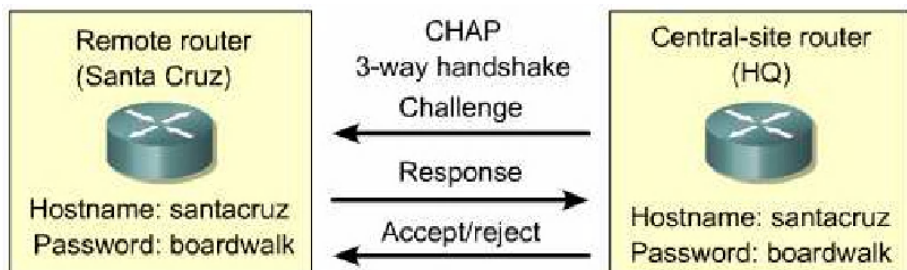 Remote router
(Santa Cruz)
Hostname: santacruz
Password: boardwalk
CHAP
3-way handshake
Challenge
Response
Accept/reject
Central-site router
(HQ)
Hostname: santacruz
Password: boardwalk